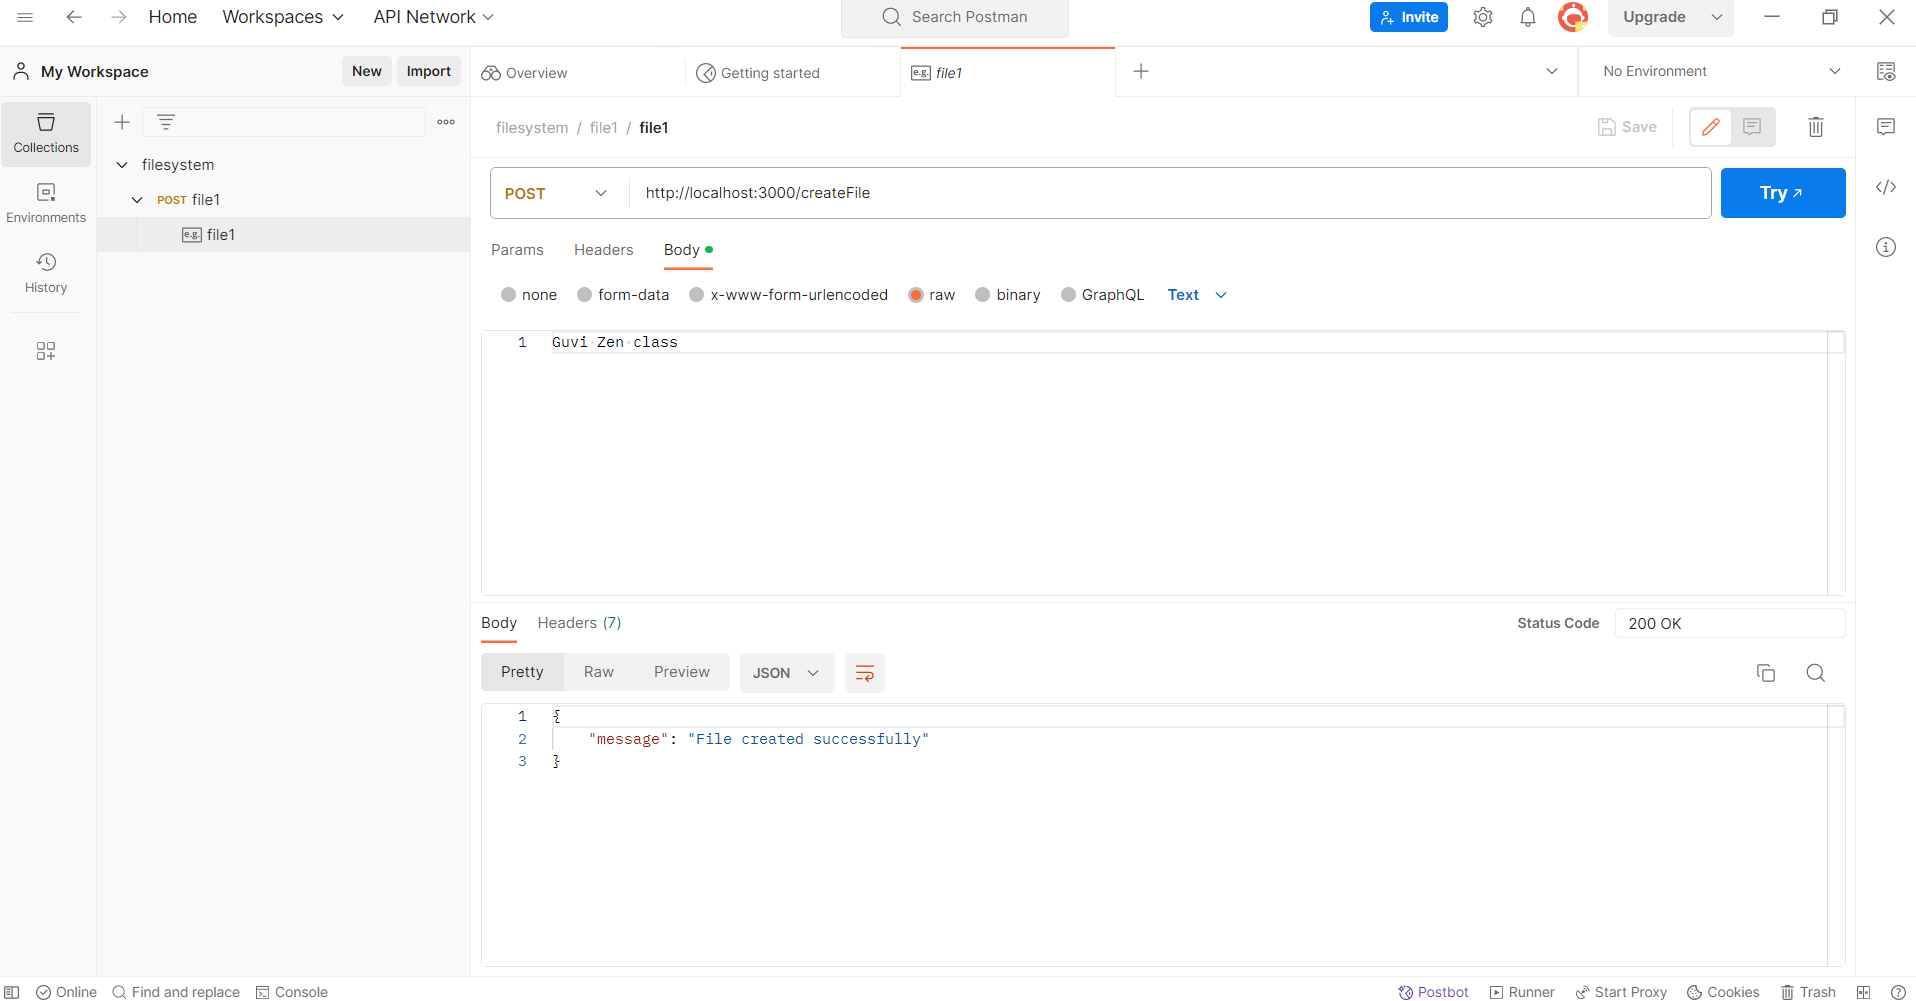 Home Workspaces API Network Search Postman Invite Upgrade
My Workspace New Import Overview Getting started e.g. file1 No Environment
Collections
filesystem / file1 / file1 Save
filesystem
POST file1
e.g. file1
Environments
History
POST http://localhost:3000/createFile Try
Params Headers Body
none form-data x-www-form-urlencoded raw binary GraphQL Text
1 Guvi Zen class
Body Headers (7) Status Code 200 OK
Pretty Raw Preview JSON
1 {
2 "message": "File created successfully"
3 }
Online Find and replace Console Postbot Runner Start Proxy Cookies Trash